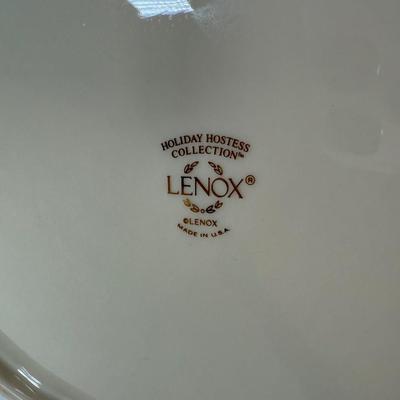 HOLIDAY HOSTESS
COLLECTION™
LENOX®
©LENOX
MADE IN U.S.A.